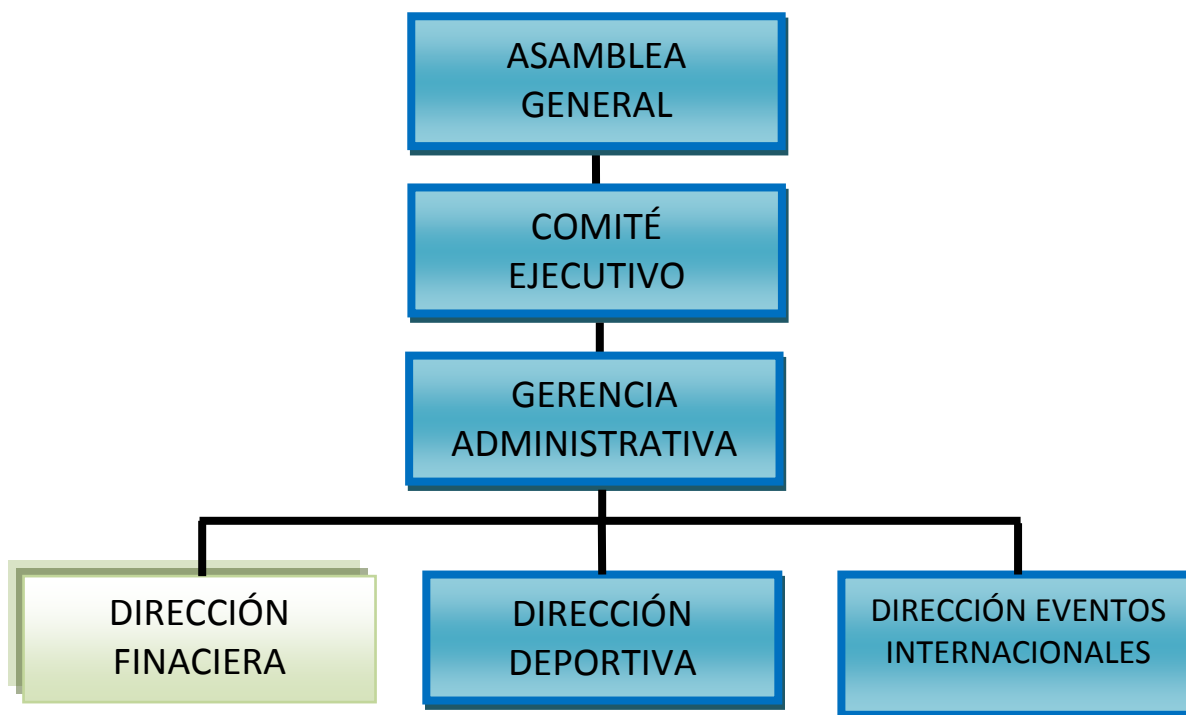 ASAMBLEA
GENERAL
COMITÉ
EJECUTIVO
GERENCIA
ADMINISTRATIVA
DIRECCIÓN
FINACIERA
DIRECCIÓN
DEPORTIVA
DIRECCIÓN EVENTOS
INTERNACIONALES